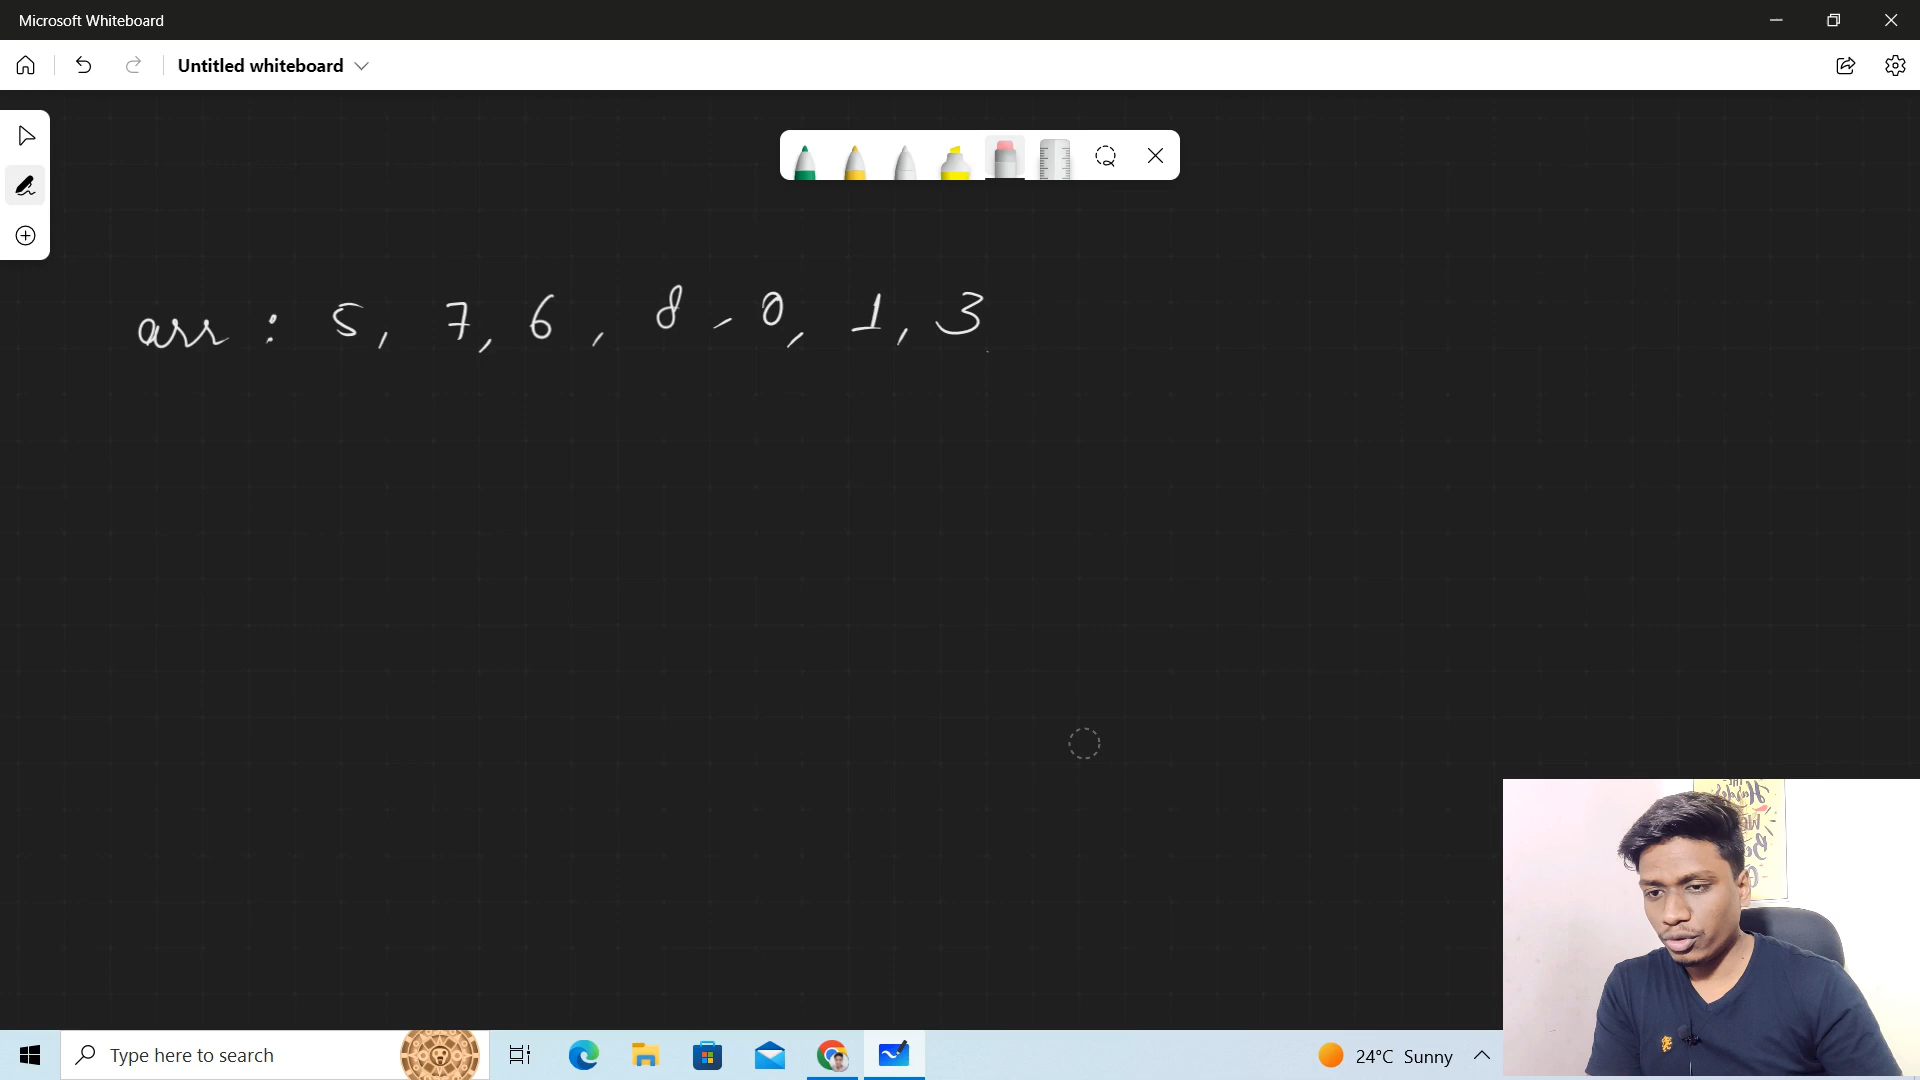 Microsoft Whiteboard
Untitled whiteboard
arr : 5, 7, 6, 8, 0, 1, 3
Type here to search
24°C Sunny